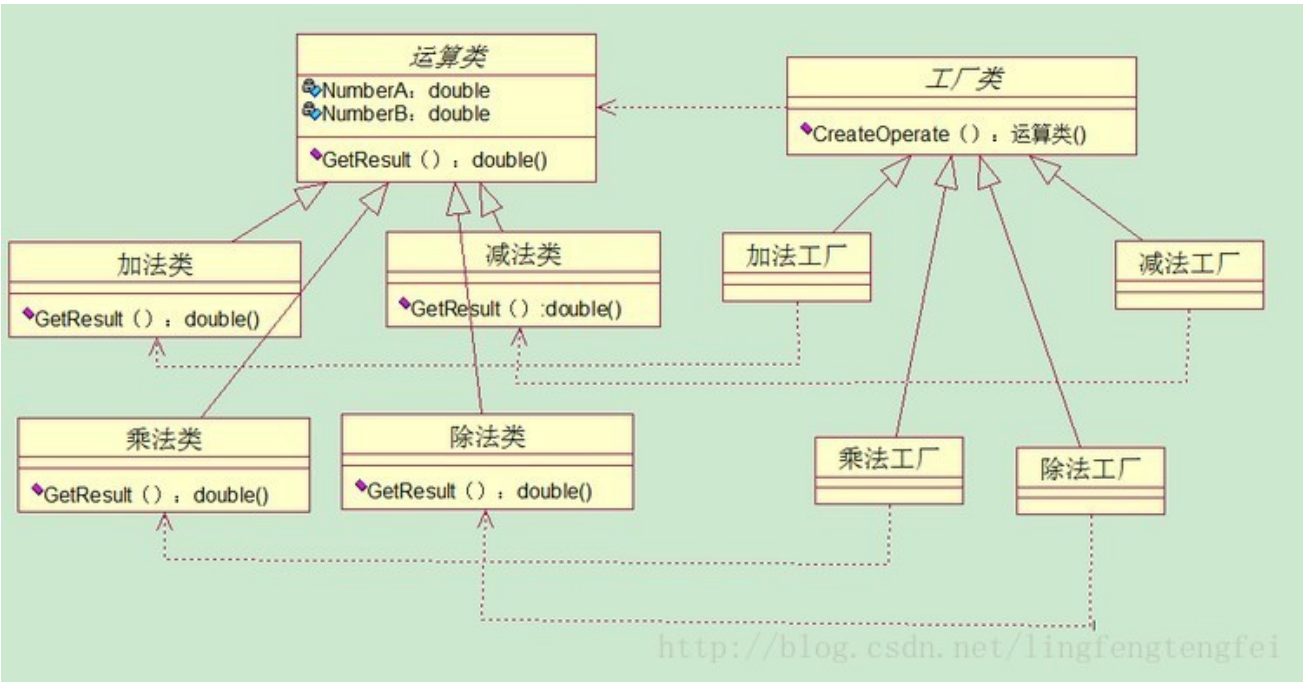 运算类
NumberA：double
NumberB：double
GetResult（）：double()
工厂类
CreateOperate（）：运算类()
加法类
GetResult（）：double()
减法类
GetResult（）:double()
加法工厂
减法工厂
乘法类
GetResult（）：double()
除法类
GetResult（）：double()
乘法工厂
除法工厂
http://blog.csdn.net/lingfengtengfei